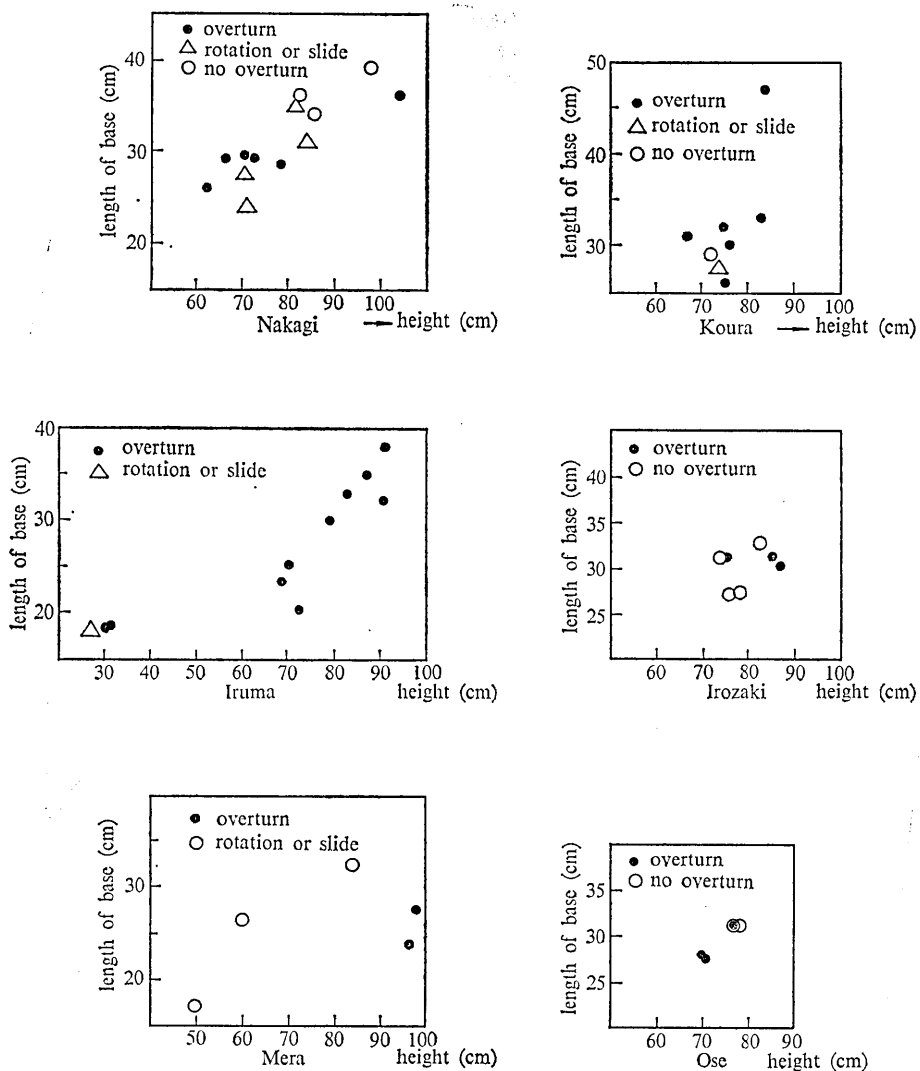 overturn
rotation or slide
no overturn
length of base (cm)
40
30
20
60 70 80 90 100
Nakagi → height (cm)
overturn
rotation or slide
no overturn
length of base (cm)
50
40
30
60 70 80 90 100
Koura → height (cm)
overturn
rotation or slide
length of base (cm)
40
30
20
30 40 50 60 70 80 90 100
Iruma height (cm)
overturn
no overturn
length of base (cm)
40
35
30
25
60 70 80 90 100
Irozaki height (cm)
overturn
rotation or slide
length of base (cm)
30
20
50 60 70 80 90 100
Mera height (cm)
overturn
no overturn
length of base (cm)
35
30
25
60 70 80 90
Ose height (cm)